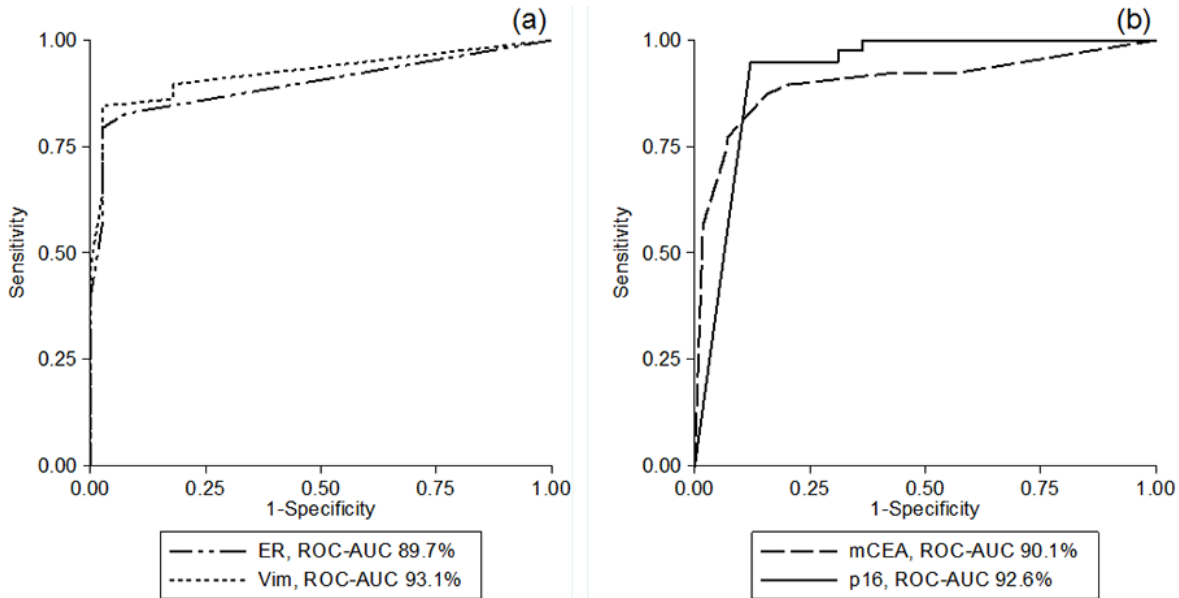 (a)
1.00
0.75
0.50
0.25
0.00
Sensitivity
0.00 0.25 0.50 0.75 1.00
1-Specificity
ER, ROC-AUC 89.7%
Vim, ROC-AUC 93.1%
(b)
1.00
0.75
0.50
0.25
0.00
Sensitivity
0.00 0.25 0.50 0.75 1.00
1-Specificity
mCEA, ROC-AUC 90.1%
p16, ROC-AUC 92.6%